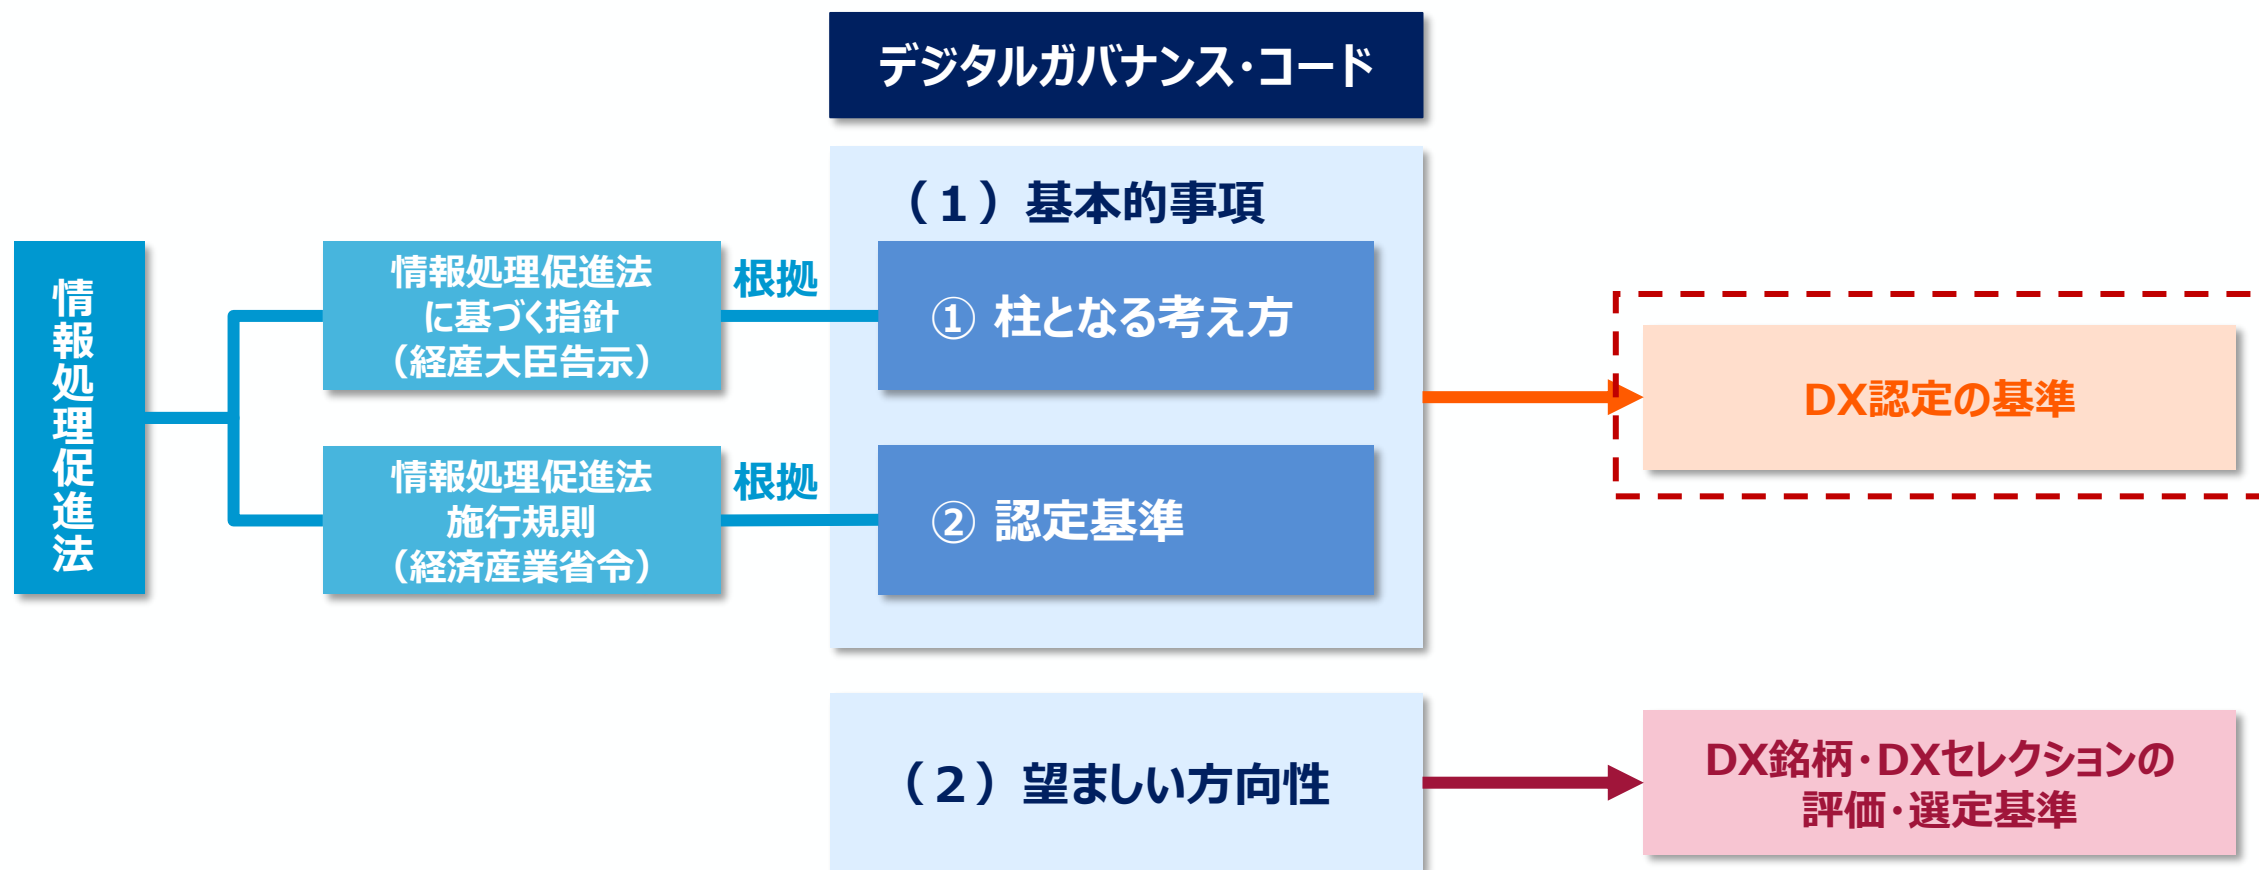 デジタルガバナンス・コード
（１）基本的事項
情報処理促進法
情報処理促進法
に基づく指針
（経産大臣告示）
根拠
① 柱となる考え方
DX認定の基準
情報処理促進法
施行規則
（経済産業省令）
根拠
② 認定基準
（２）望ましい方向性
DX銘柄・DXセレクションの
評価・選定基準